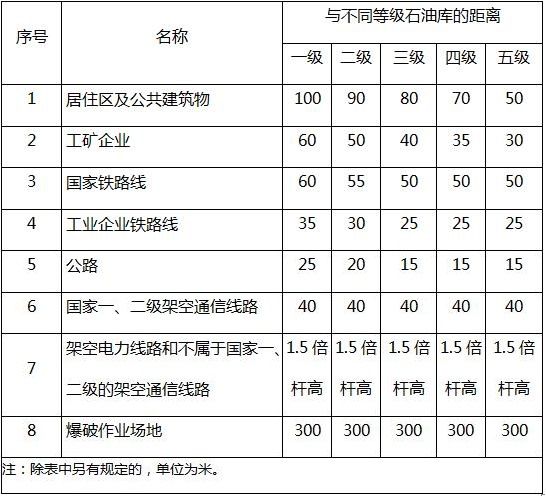 序号 名称 与不同等级石油库的距离
一级 二级 三级 四级 五级
1 居住区及公共建筑物 100 90 80 70 50
2 工矿企业 60 50 40 35 30
3 国家铁路线 60 55 50 50 50
4 工业企业铁路线 35 30 25 25 25
5 公路 25 20 15 15 15
6 国家一、二级架空通信线路 40 40 40 40 40
7 架空电力线路和不属于国家一、 1.5倍 1.5倍 1.5倍 1.5倍 1.5倍
二级的架空通信线路 杆高 杆高 杆高 杆高 杆高
8 爆破作业场地 300 300 300 300 300
注：除表中另有规定的，单位为米。